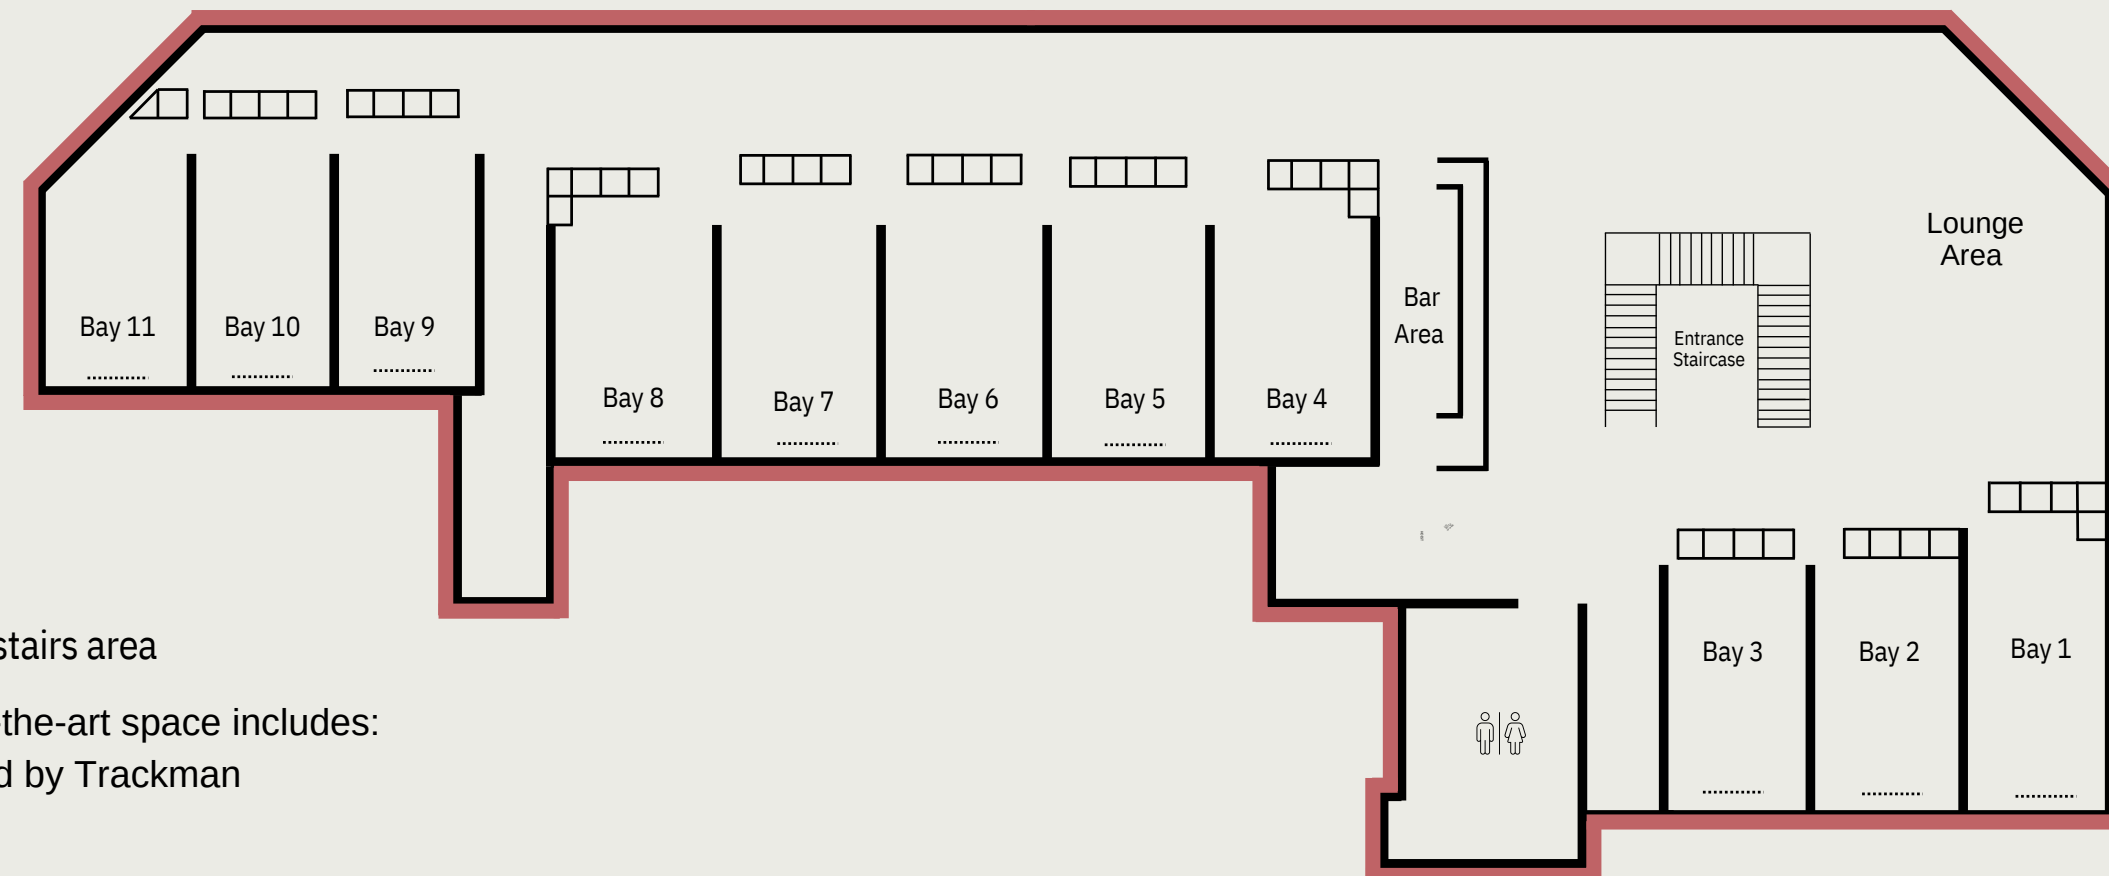 Lounge
Area
Bay 11
Bay 10
Bay 9
Bar
Area
Entrance
Staircase
Bay 8
Bay 7
Bay 6
Bay 5
Bay 4
Bay 3
Bay 2
Bay 1
stairs area
the-art space includes:
d by Trackman